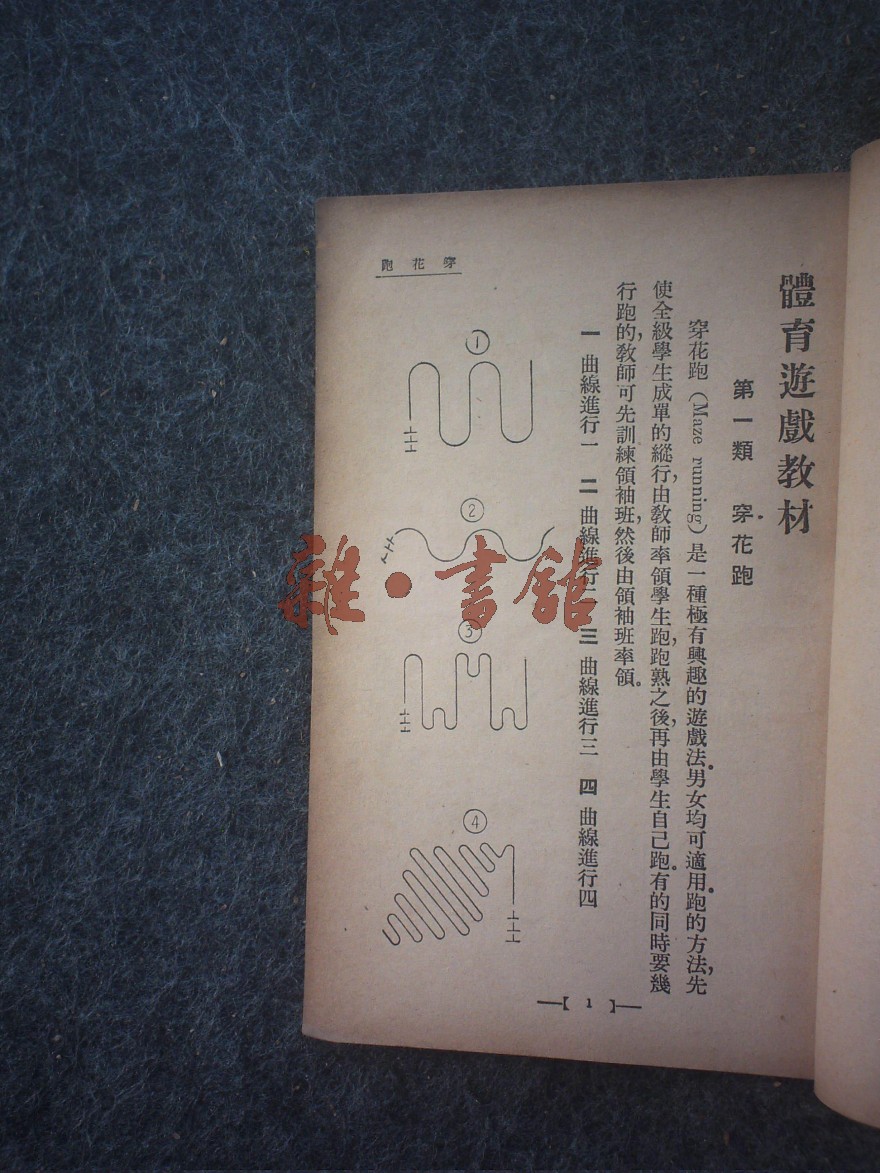 體育遊戲教材
第一類 穿花跑
穿花跑（Maze running）是一種極有興趣的遊戲法。男女均可適用。跑的方法，先
使全級學生成單的縱行，由教師率領學生跑，跑熟之後，再由學生自己跑。有的同時要幾
行跑的，教師可先訓練領袖班，然後由領袖班率領。
一 曲線進行一 二 曲線進行二 三 曲線進行三 四 曲線進行四
①
②
③
④
穿花跑
【1】
雜·書館